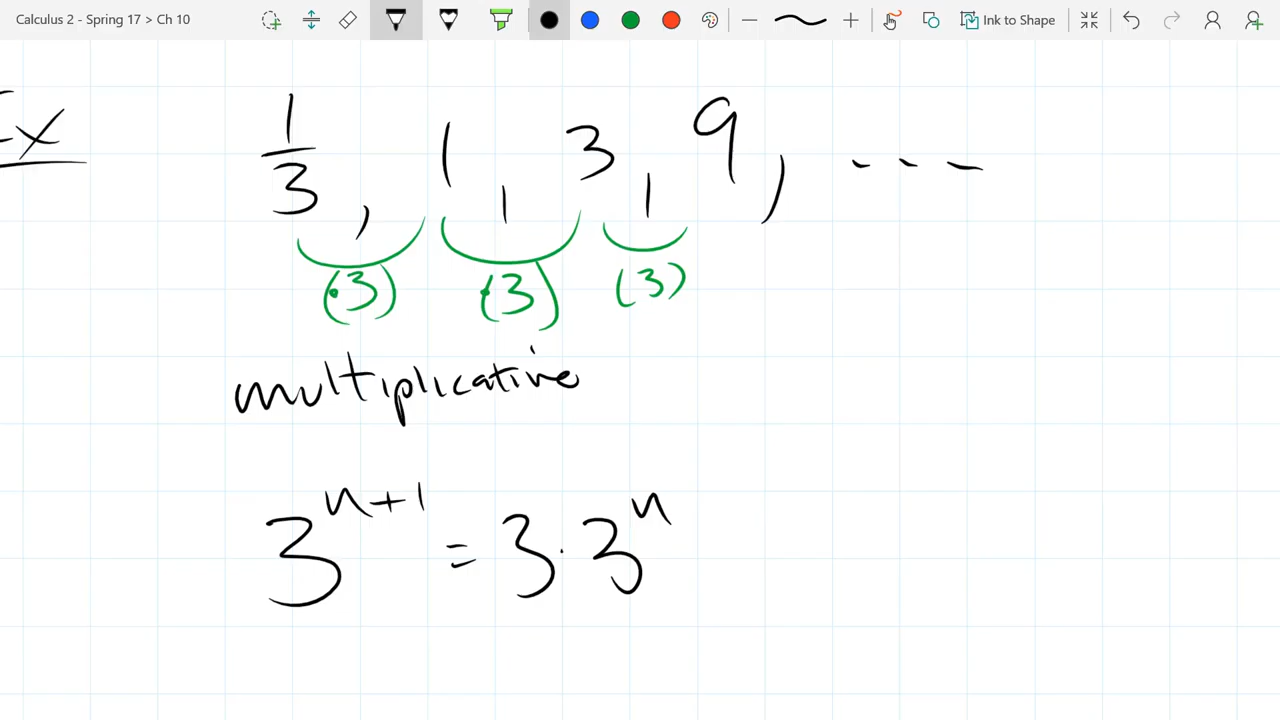 Calculus 2 - Spring 17 > Ch 10
Ink to Shape
Ex 1/3, 1, 3, 9, ---
(·3) (·3) (3)
multiplicative
3^{n+1} = 3·3^n